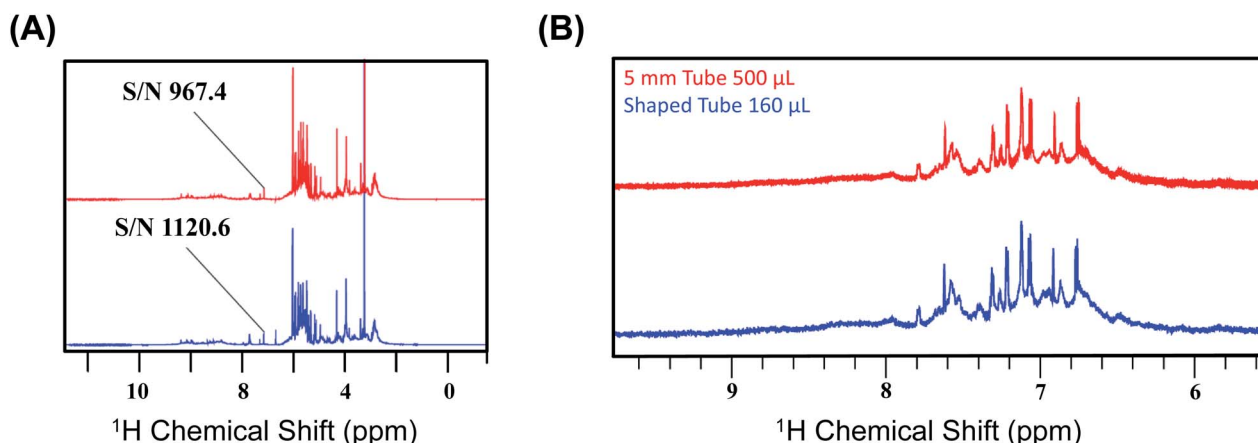 (A)
S/N 967.4
S/N 1120.6
10 8 6 4 0
¹H Chemical Shift (ppm)
(B)
5 mm Tube 500 µL
Shaped Tube 160 µL
9 8 7 6
¹H Chemical Shift (ppm)